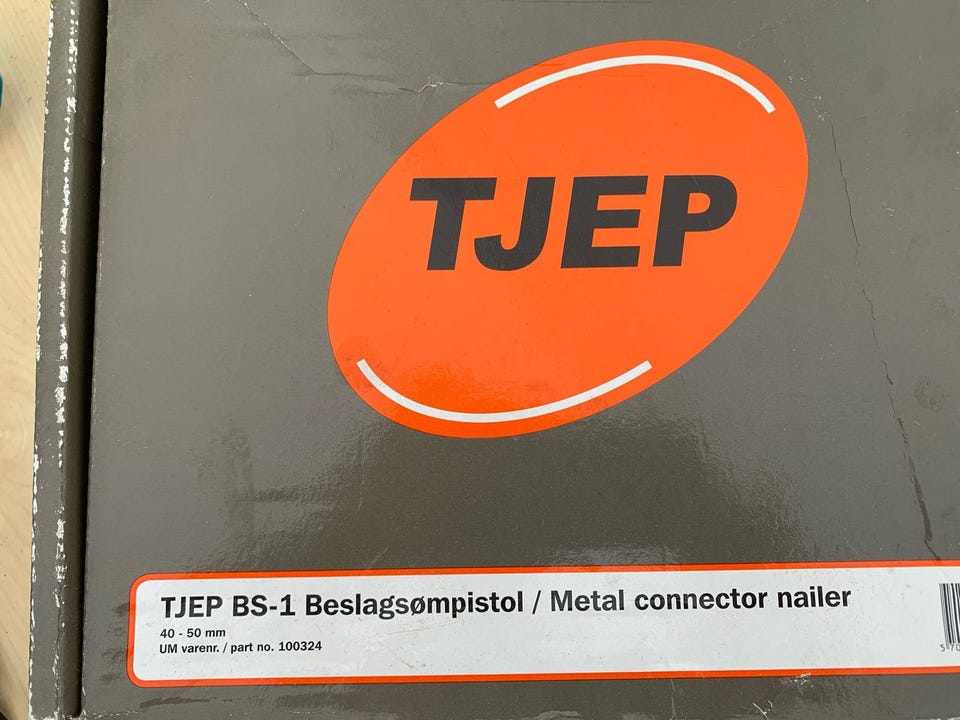 TJEP
TJEP BS-1 Beslagsømpistol / Metal connector nailer
40 - 50 mm
UM varenr. / part no. 100324